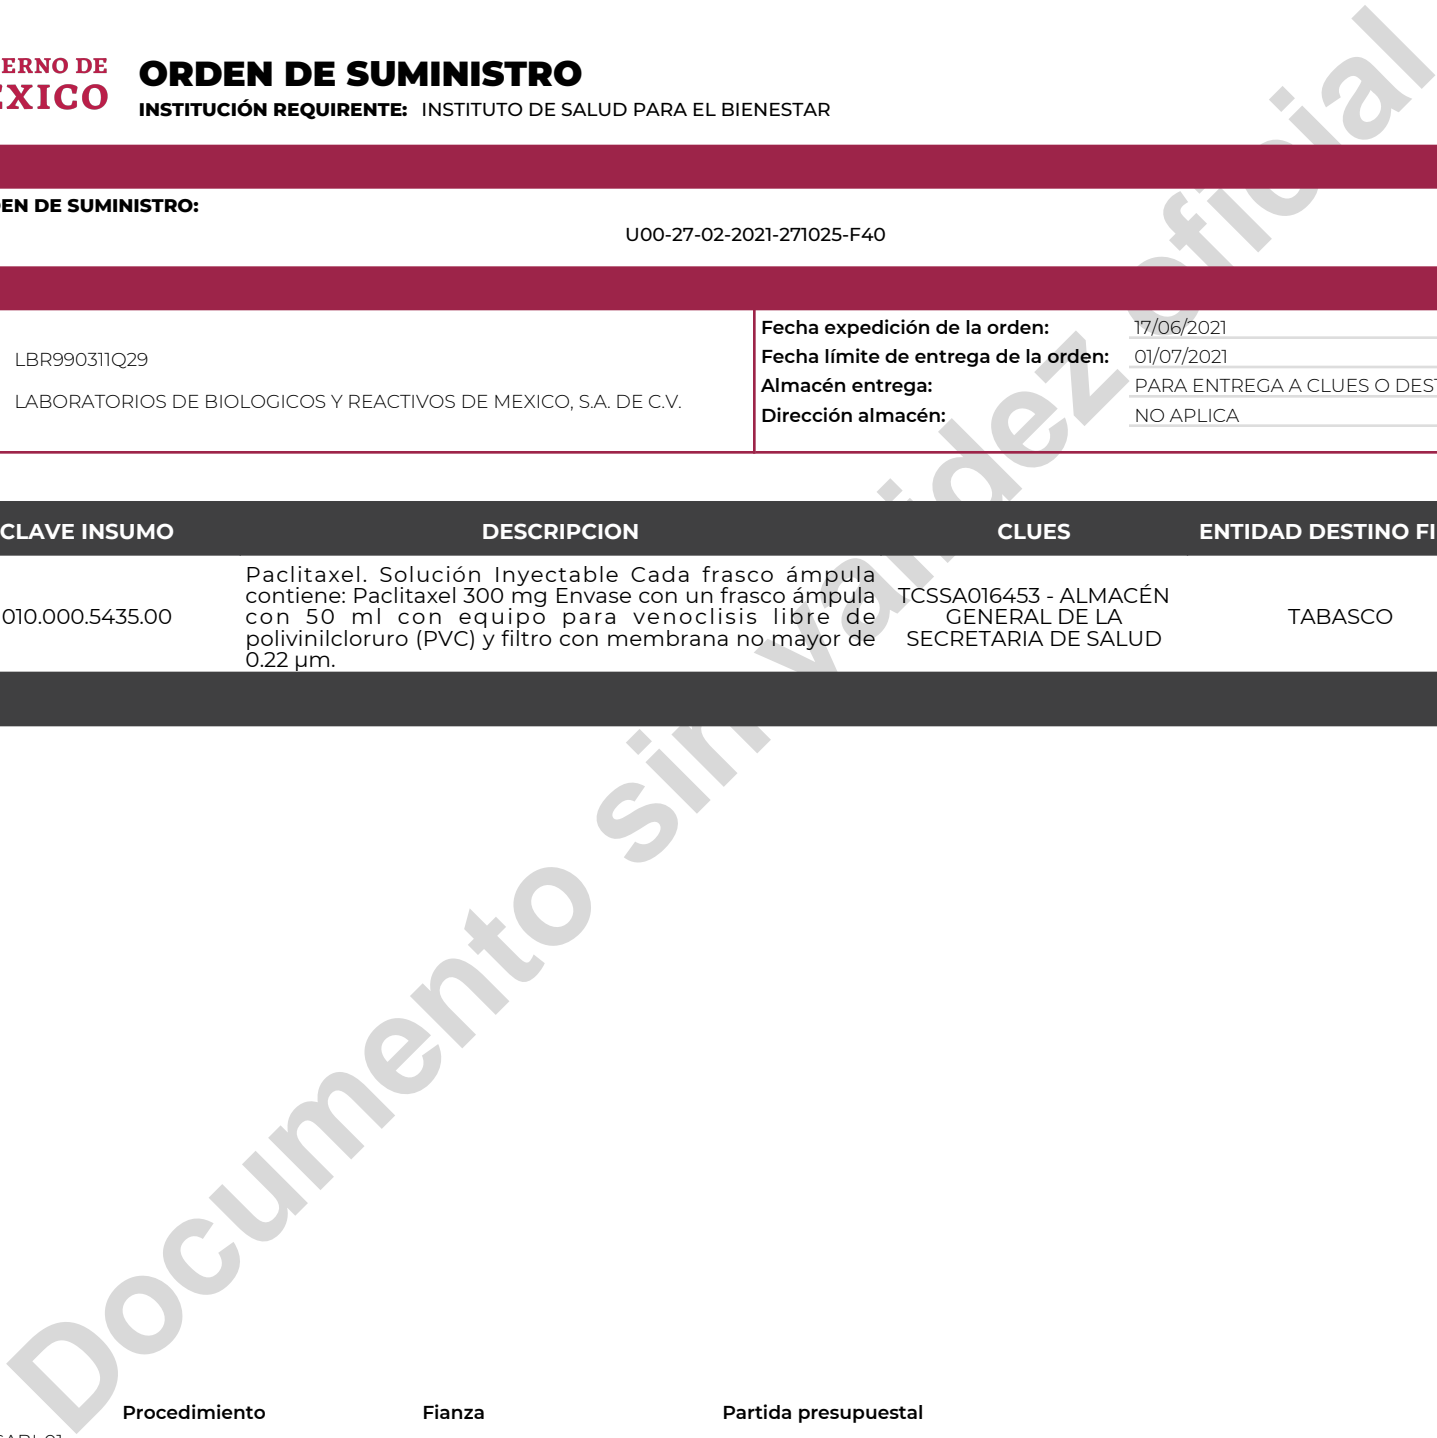 ERNO DE
EXICO
ORDEN DE SUMINISTRO
INSTITUCIÓN REQUIRENTE: INSTITUTO DE SALUD PARA EL BIENESTAR
EN DE SUMINISTRO:
U00-27-02-2021-271025-F40
LBR990311Q29
LABORATORIOS DE BIOLOGICOS Y REACTIVOS DE MEXICO, S.A. DE C.V.
Fecha expedición de la orden: 17/06/2021
Fecha límite de entrega de la orden: 01/07/2021
Almacén entrega: PARA ENTREGA A CLUES O DEST
Dirección almacén: NO APLICA
CLAVE INSUMO DESCRIPCION CLUES ENTIDAD DESTINO FI
010.000.5435.00
Paclitaxel. Solución Inyectable Cada frasco ámpula
contiene: Paclitaxel 300 mg Envase con un frasco ámpula
con 50 ml con equipo para venoclisis libre de
polivinilcloruro (PVC) y filtro con membrana no mayor de
0.22 µm.
TCSSA016453 - ALMACÉN
GENERAL DE LA
SECRETARIA DE SALUD
TABASCO
Documento sin validez oficial
Procedimiento Fianza Partida presupuestal